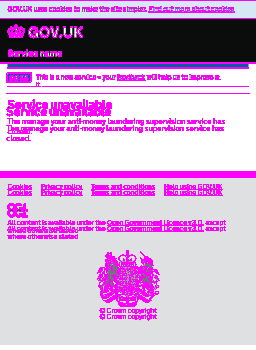 GOV.UK uses cookies to make the site simpler. Find out more about cookies
GOV.UK
Service name
This is a new service – your feedback will help us to improve it.
Service unavailable
The manage your anti-money laundering supervision service has
closed.
Cookies Privacy policy Terms and conditions Help using GOV.UK
All content is available under the Open Government Licence v3.0, except
where otherwise stated
© Crown copyright